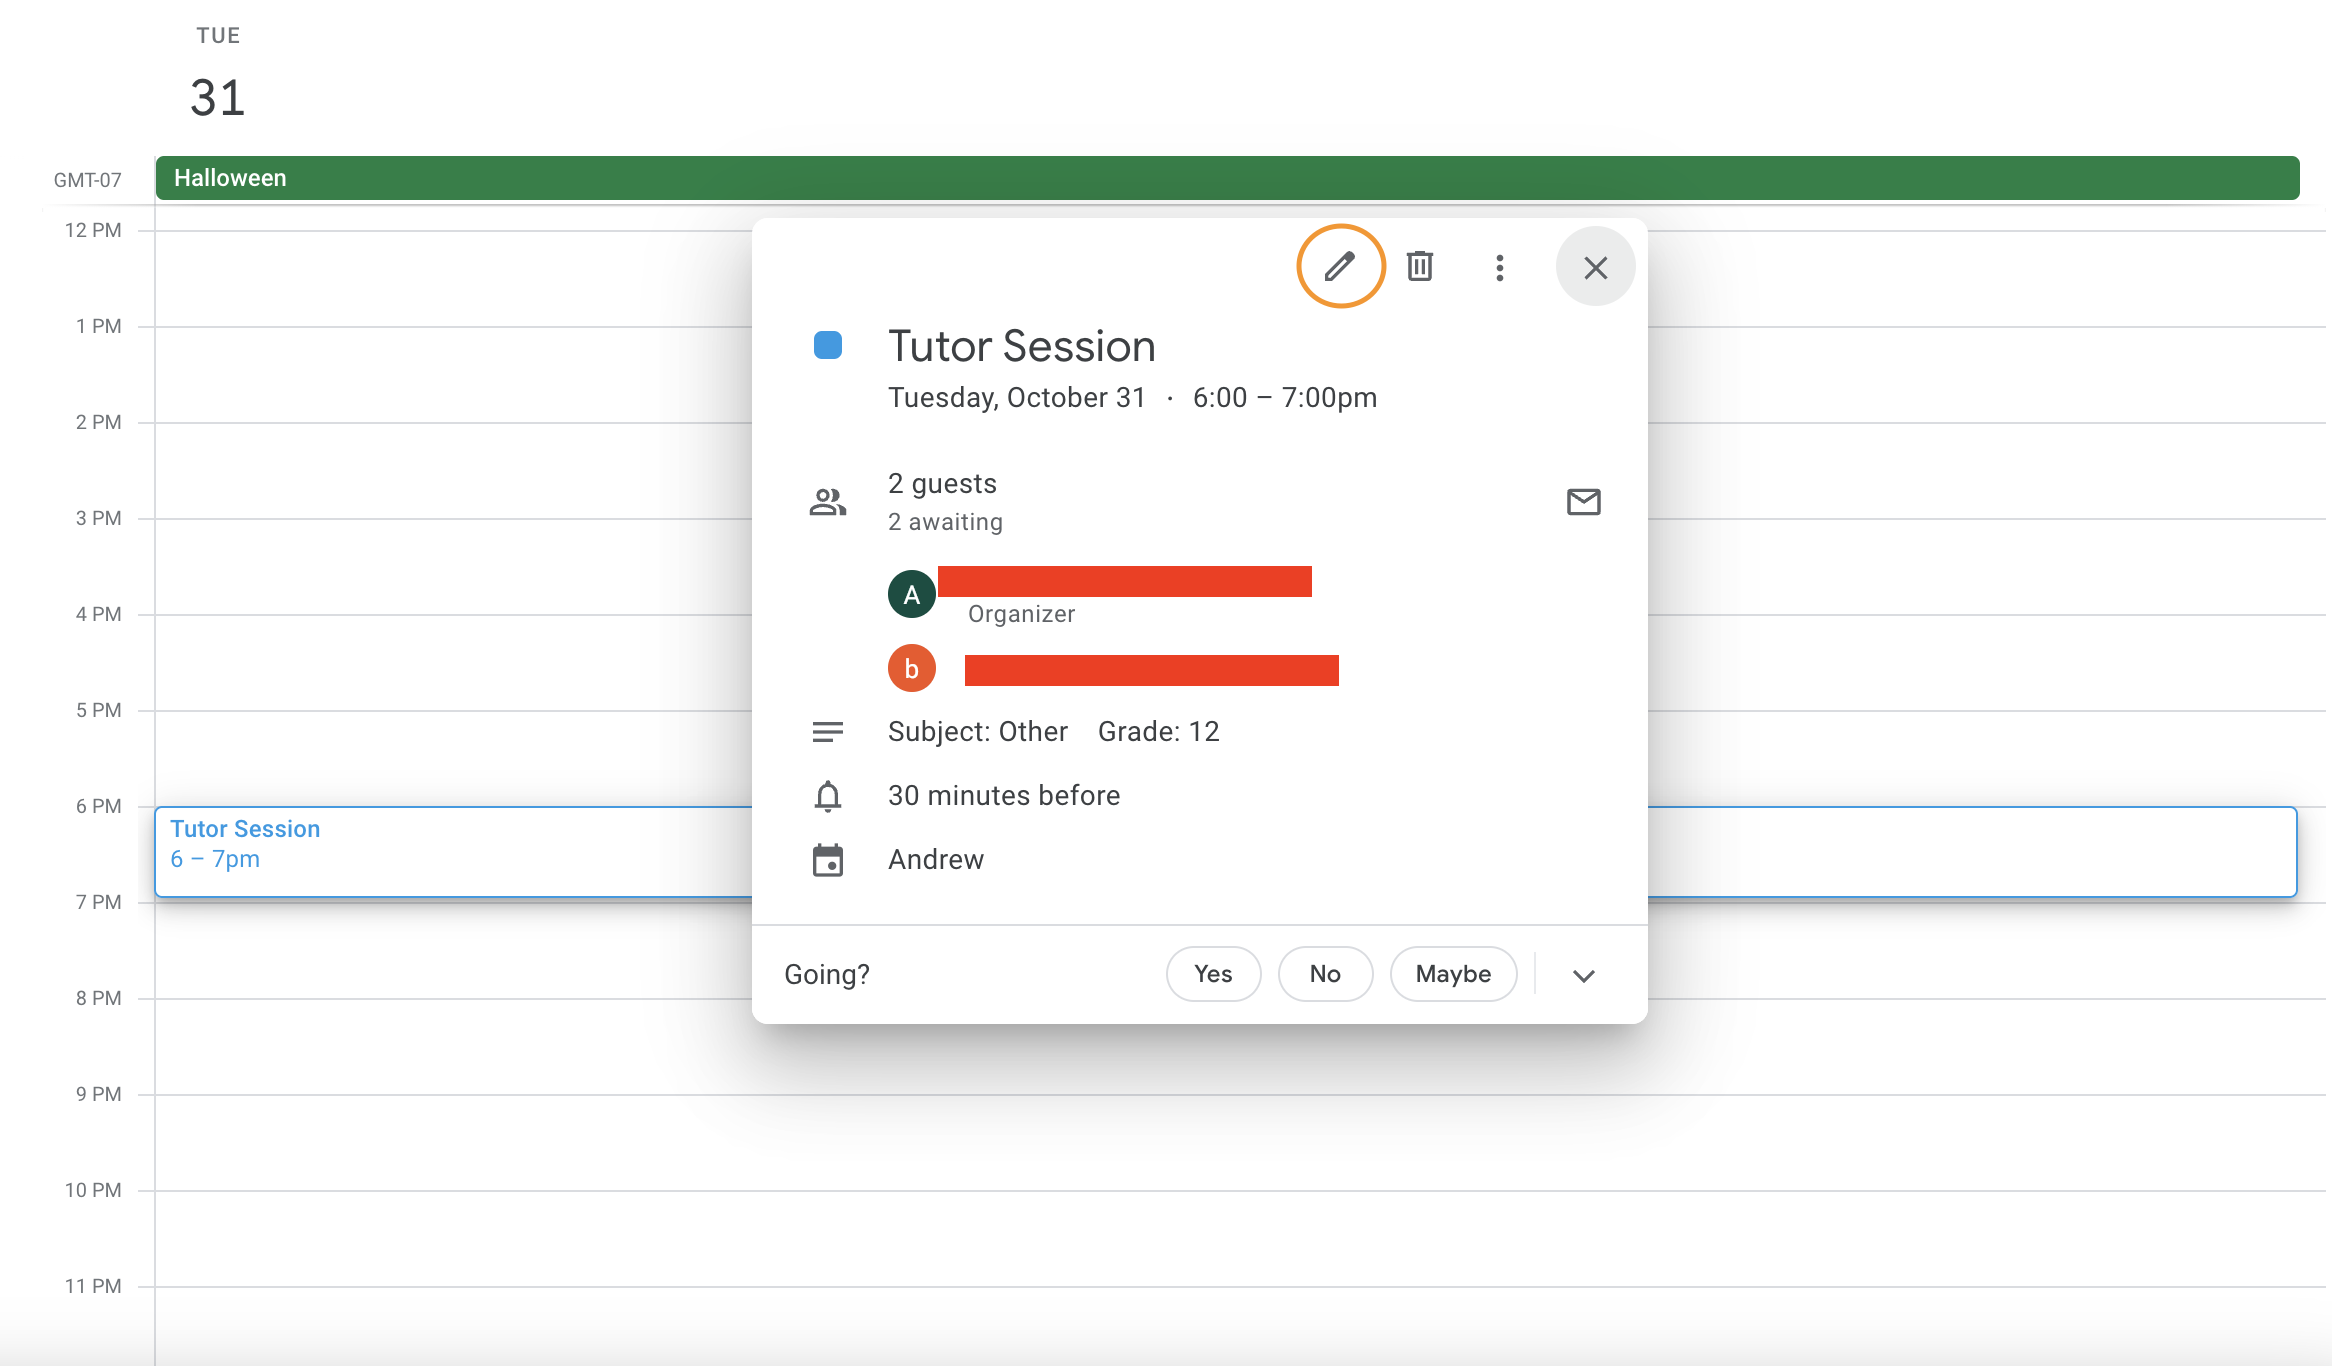 TUE
31
GMT-07
Halloween
12 PM
1 PM
2 PM
3 PM
4 PM
5 PM
6 PM
7 PM
8 PM
9 PM
10 PM
11 PM
Tutor Session
6 – 7pm
Tutor Session
Tuesday, October 31 · 6:00 – 7:00pm
2 guests
2 awaiting
A
Organizer
b
Subject: Other Grade: 12
30 minutes before
Andrew
Going?
Yes
No
Maybe